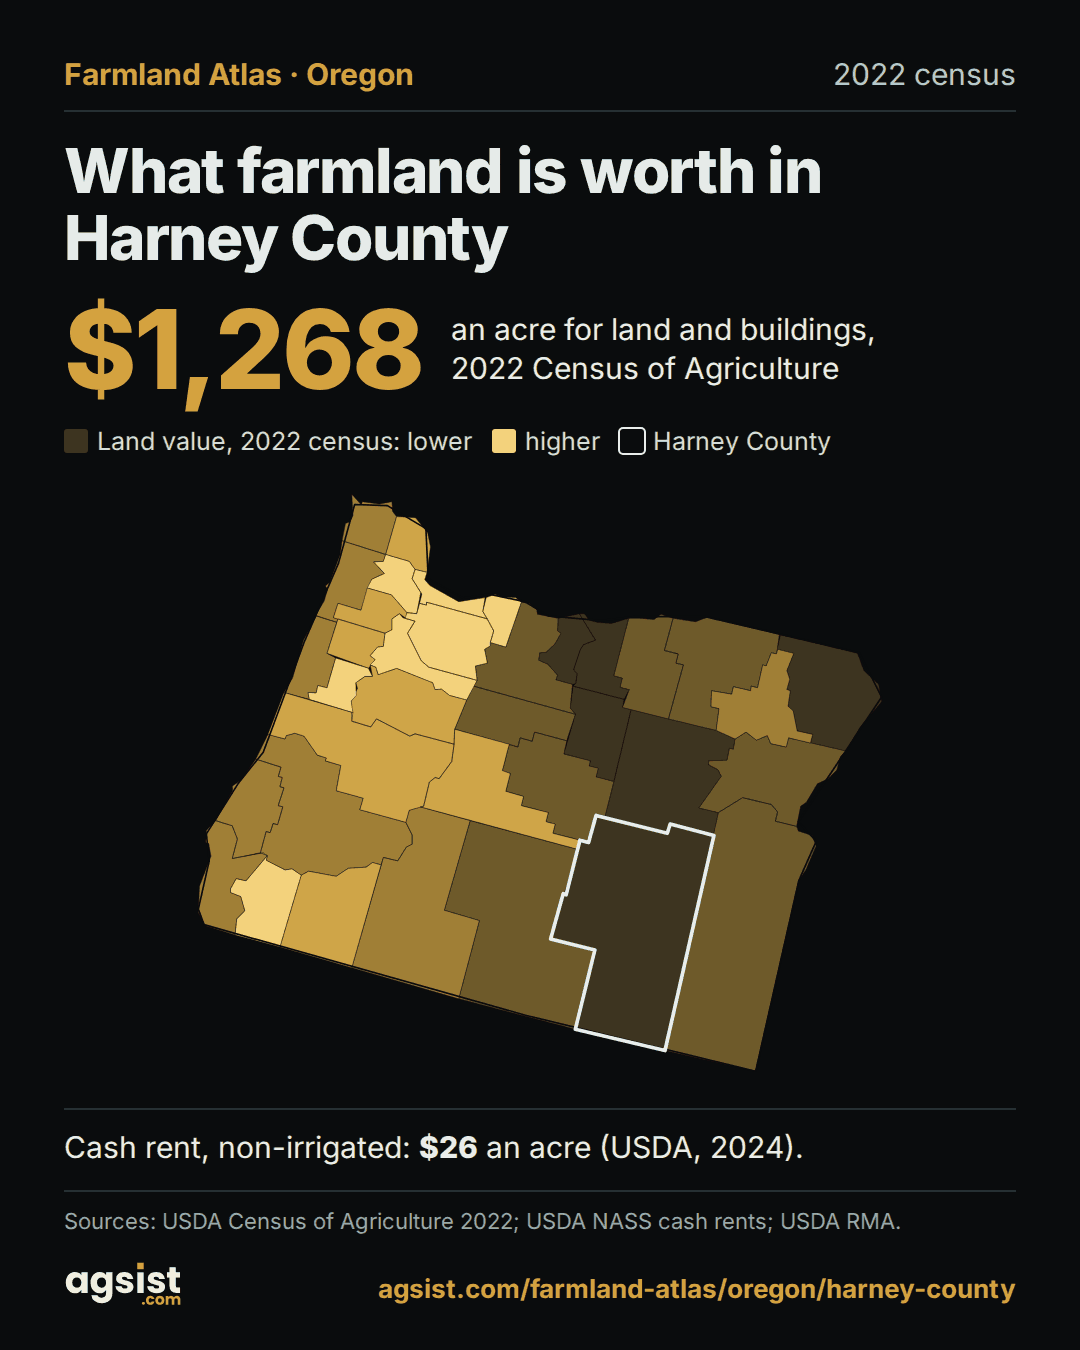 Farmland Atlas · Oregon
2022 census
What farmland is worth in
Harney County
$1,268
an acre for land and buildings,
2022 Census of Agriculture
Land value, 2022 census: lower
higher
Harney County
Cash rent, non-irrigated: $26 an acre (USDA, 2024).
Sources: USDA Census of Agriculture 2022; USDA NASS cash rents; USDA RMA.
agsist
.com
agsist.com/farmland-atlas/oregon/harney-county